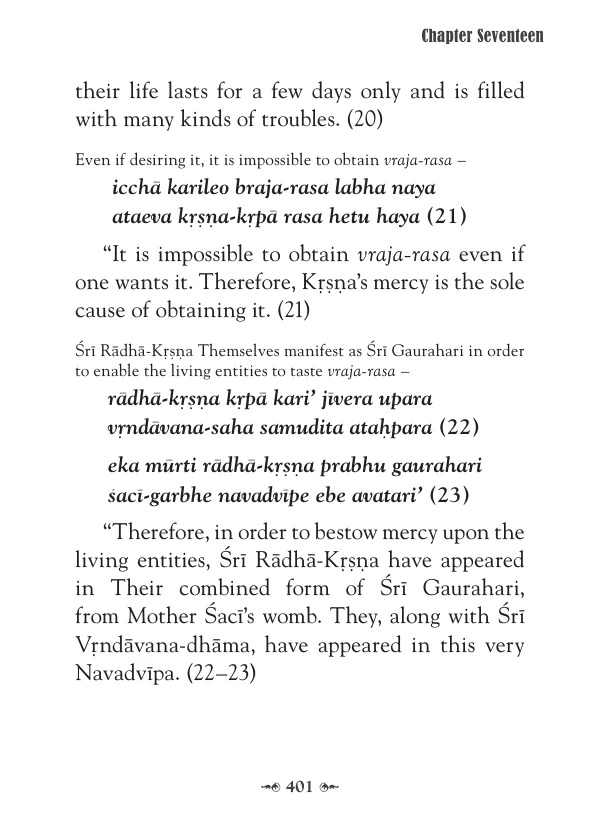 Chapter Seventeen
their life lasts for a few days only and is filled
with many kinds of troubles. (20)
Even if desiring it, it is impossible to obtain vraja-rasa –
icchā karileo braja-rasa labha naya
ataeva kṛṣṇa-kṛpā rasa hetu haya (21)
“It is impossible to obtain vraja-rasa even if
one wants it. Therefore, Kṛṣṇa’s mercy is the sole
cause of obtaining it. (21)
Śrī Rādhā-Kṛṣṇa Themselves manifest as Śrī Gaurahari in order
to enable the living entities to taste vraja-rasa –
rādhā-kṛṣṇa kṛpā kari’ jīvera upara
vṛndāvana-saha samudita ataḥpara (22)
eka mūrti rādhā-kṛṣṇa prabhu gaurahari
śacī-garbhe navadvīpe ebe avatari’ (23)
“Therefore, in order to bestow mercy upon the
living entities, Śrī Rādhā-Kṛṣṇa have appeared
in Their combined form of Śrī Gaurahari,
from Mother Śacī’s womb. They, along with Śrī
Vṛndāvana-dhāma, have appeared in this very
Navadvīpa. (22–23)
401